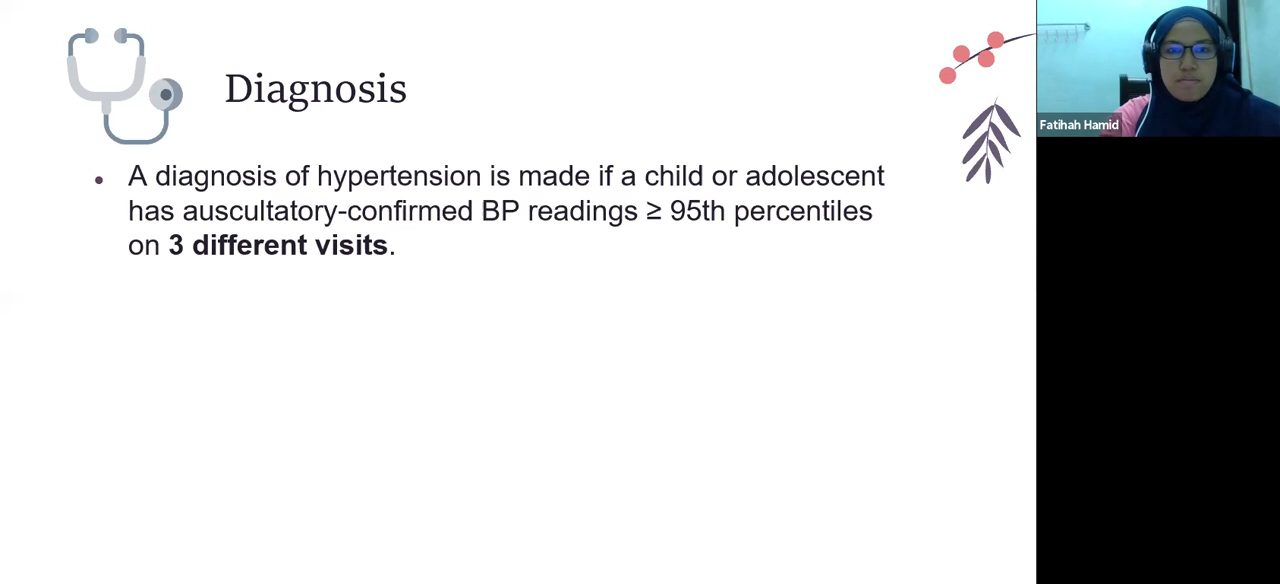 Diagnosis
• A diagnosis of hypertension is made if a child or adolescent
has auscultatory-confirmed BP readings ≥ 95th percentiles
on 3 different visits.
Fatihah Hamid